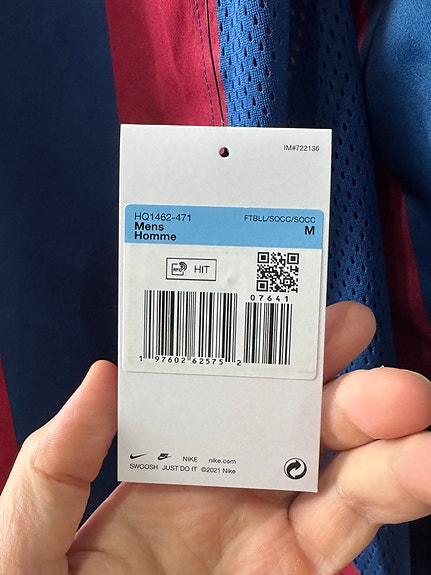 IM#722136
HQ1462-471 FTBLL/SOCC/SOCC
Mens M
Homme
RFID HIT
07641
1 97602 62575 2
NIKE nike.com
SWOOSH JUST DO IT ©2021 Nike